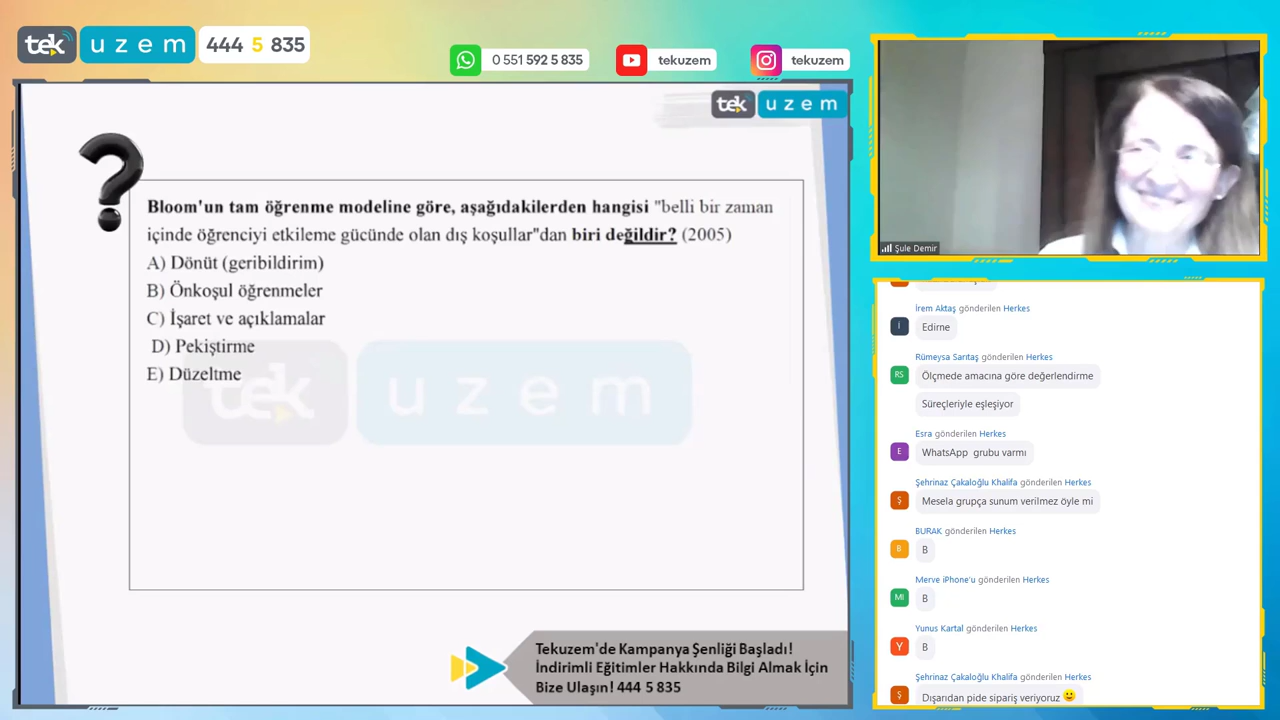 tek uzem 444 5 835
0 551 592 5 835
tekuzem
tekuzem
tek uzem
Bloom'un tam öğrenme modeline göre, aşağıdakilerden hangisi "belli bir zaman
içinde öğrenciyi etkileme gücünde olan dış koşullar"dan biri değildir? (2005)
A) Dönüt (geribildirim)
B) Önkoşul öğrenmeler
C) İşaret ve açıklamalar
D) Pekiştirme
E) Düzeltme
tek uzem
Tekuzem'de Kampanya Şenliği Başladı!
İndirimli Eğitimler Hakkında Bilgi Almak İçin
Bize Ulaşın! 444 5 835
Şule Demir
İrem Aktaş gönderilen Herkes
İ
Edirne
Rümeysa Sarıtaş gönderilen Herkes
RS
Ölçmede amacına göre değerlendirme
Süreçleriyle eşleşiyor
Esra gönderilen Herkes
E
WhatsApp grubu varmı
Şehrinaz Çakaloğlu Khalifa gönderilen Herkes
Ş
Mesela grupça sunum verilmez öyle mi
BURAK gönderilen Herkes
B
B
Merve iPhone'u gönderilen Herkes
MI
B
Yunus Kartal gönderilen Herkes
Y
B
Şehrinaz Çakaloğlu Khalifa gönderilen Herkes
Ş
Dışarıdan pide sipariş veriyoruz 🙂